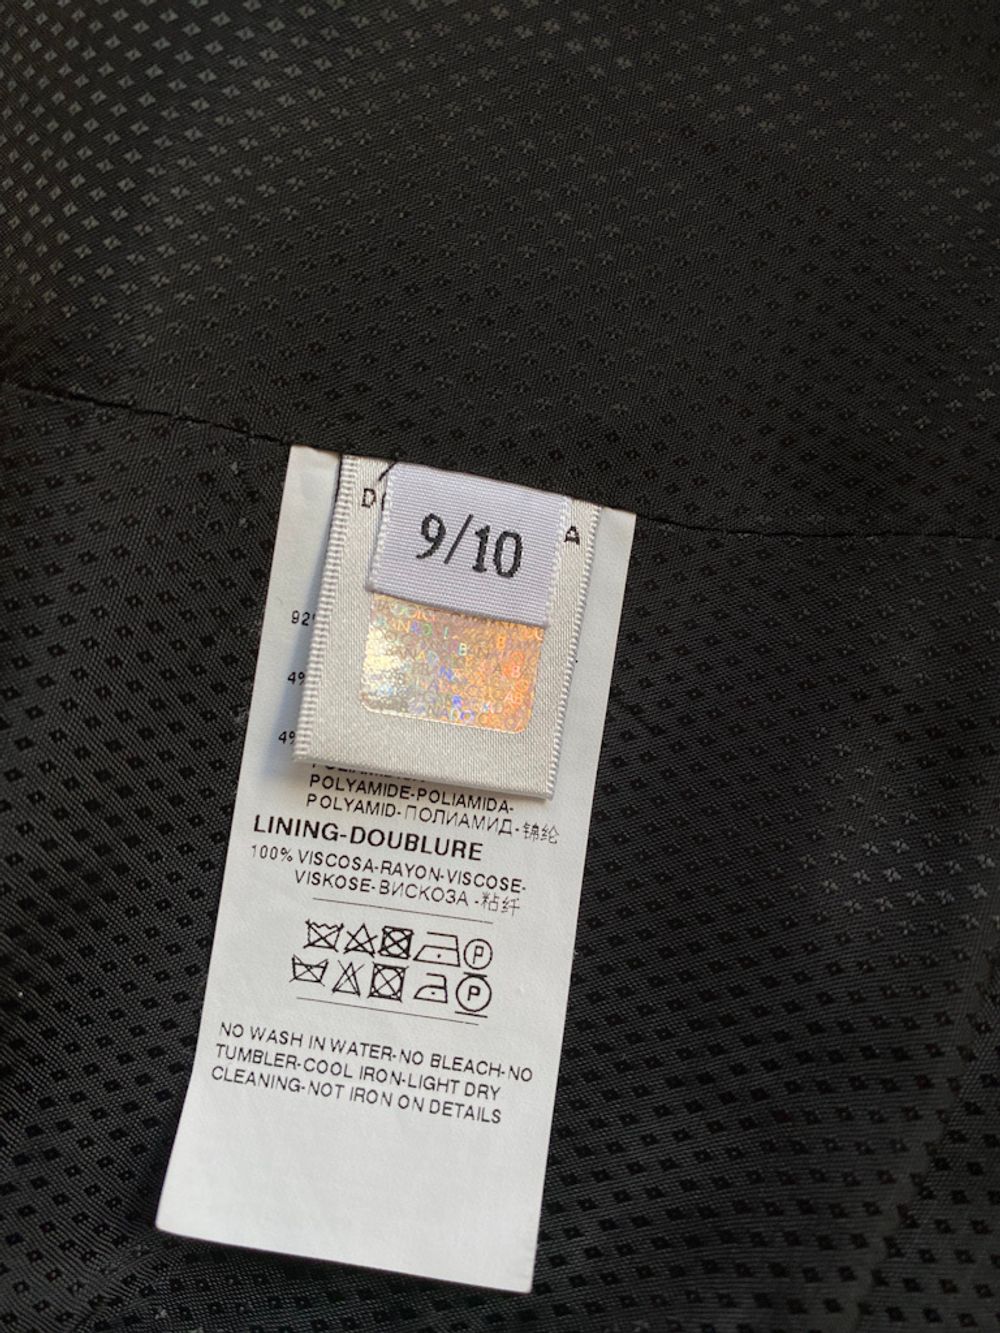 9/10
POLYAMIDE-POLIAMIDA-
POLYAMID-ПОЛИАМИД-锦纶
LINING-DOUBLURE
100% VISCOSA-RAYON-VISCOSE-
VISKOSE-ВИСКОЗА -粘纤
P
P
NO WASH IN WATER-NO BLEACH-NO
TUMBLER-COOL IRON-LIGHT DRY
CLEANING-NOT IRON ON DETAILS